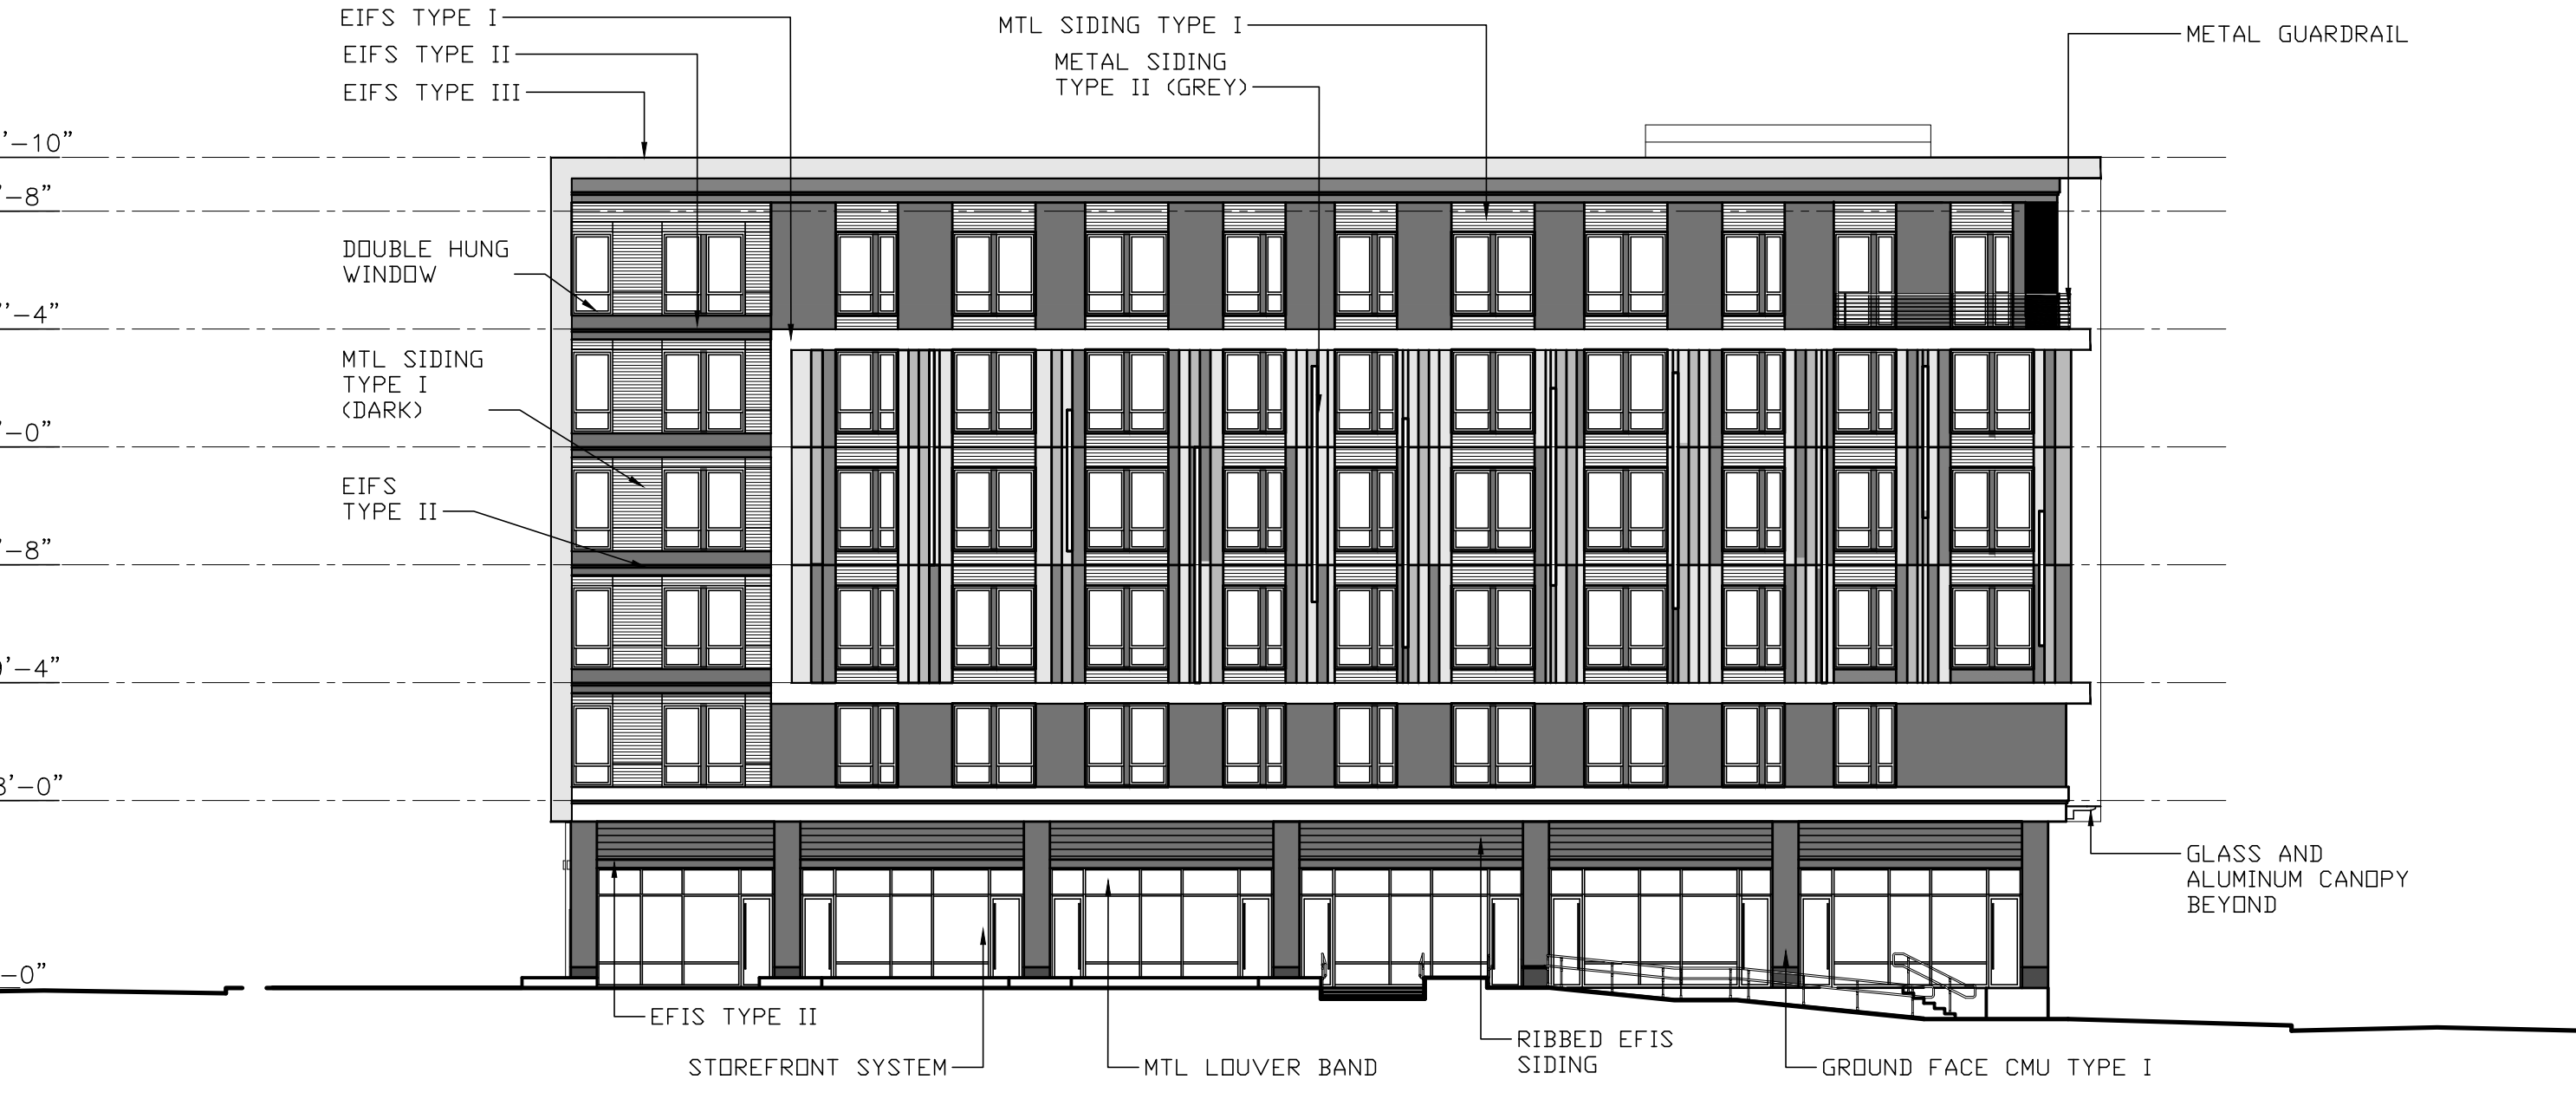 EIFS TYPE I
EIFS TYPE II
EIFS TYPE III
MTL SIDING TYPE I
METAL SIDING
TYPE II (GREY)
METAL GUARDRAIL
'-10"
'-8"
DOUBLE HUNG
WINDOW
'-4"
MTL SIDING
TYPE I
(DARK)
'-0"
EIFS
TYPE II
'-8"
9'-4"
8'-0"
GLASS AND
ALUMINUM CANOPY
BEYOND
-0"
EFIS TYPE II
STOREFRONT SYSTEM
MTL LOUVER BAND
RIBBED EFIS
SIDING
GROUND FACE CMU TYPE I